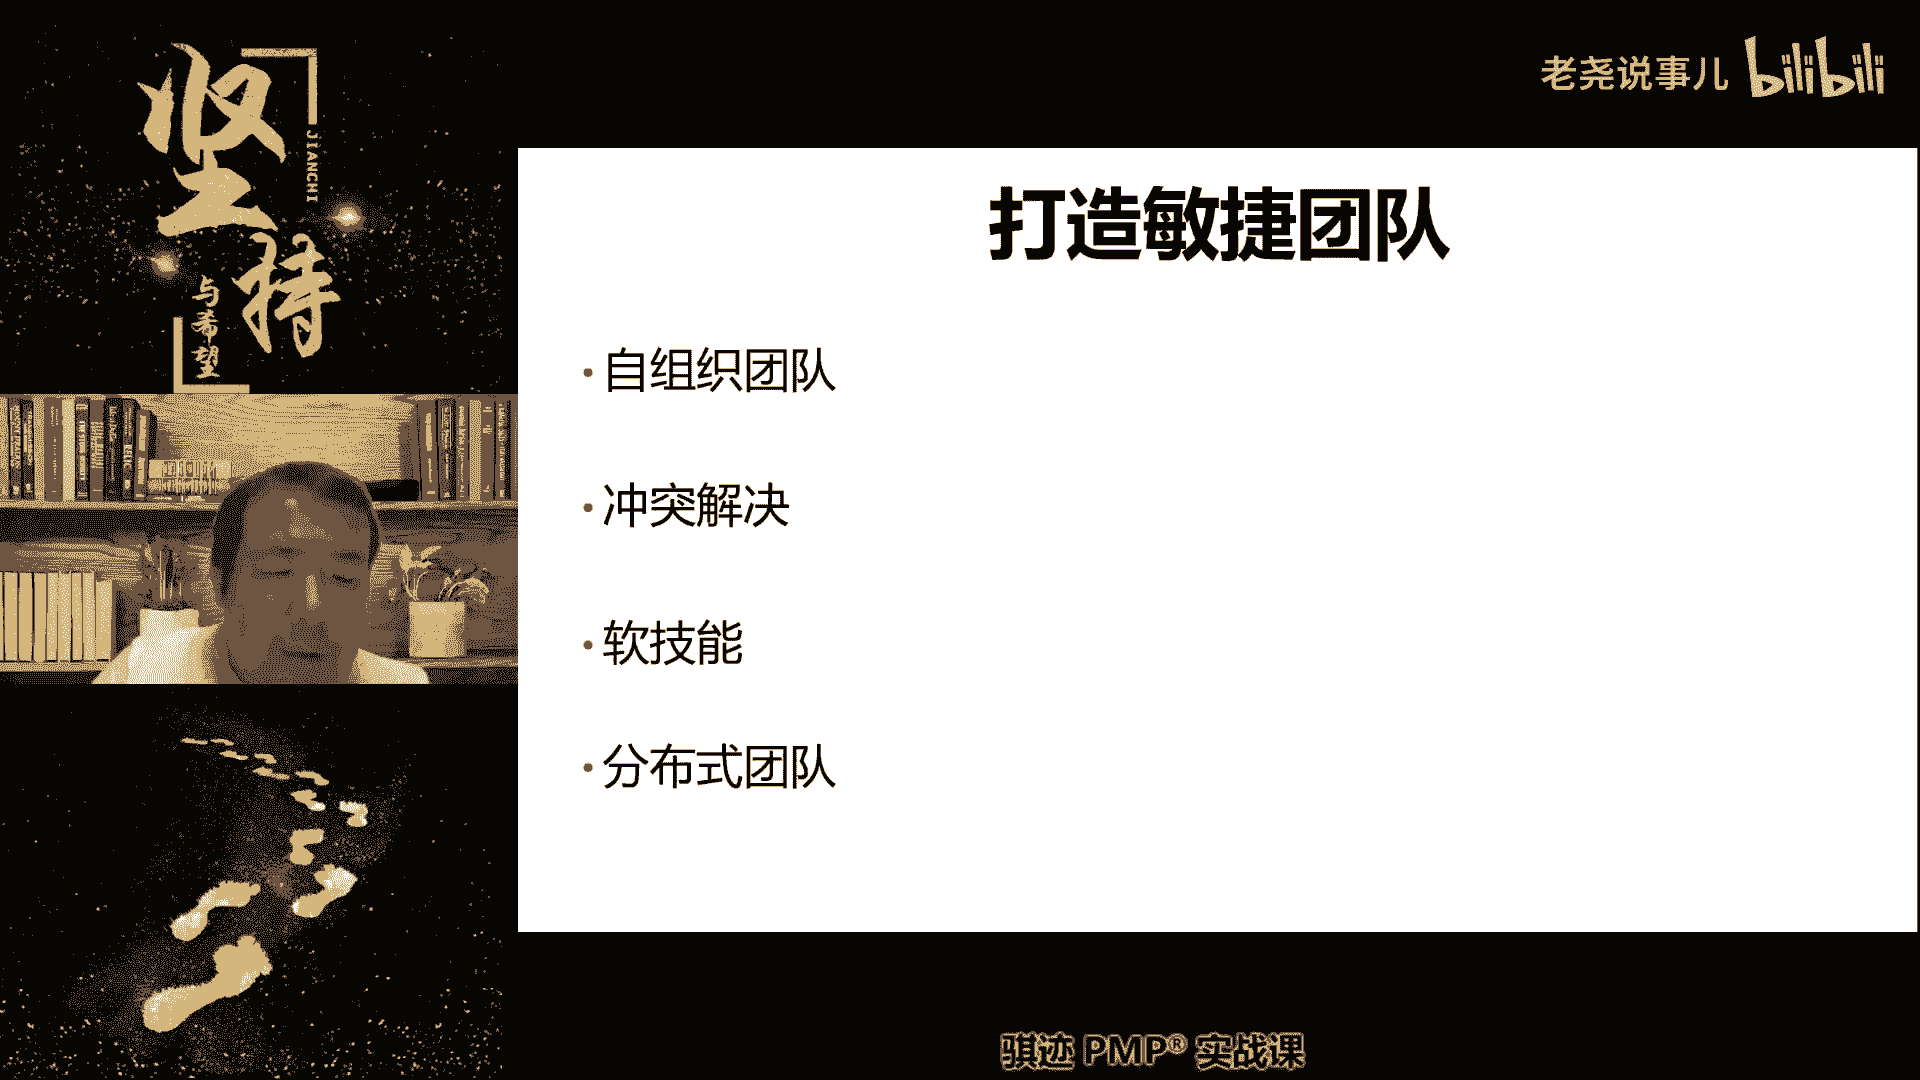 坚持
JIANCHI
与希望
老尧说事儿 bilibili
打造敏捷团队
·自组织团队
·冲突解决
·软技能
·分布式团队
骐迹 PMP® 实战课